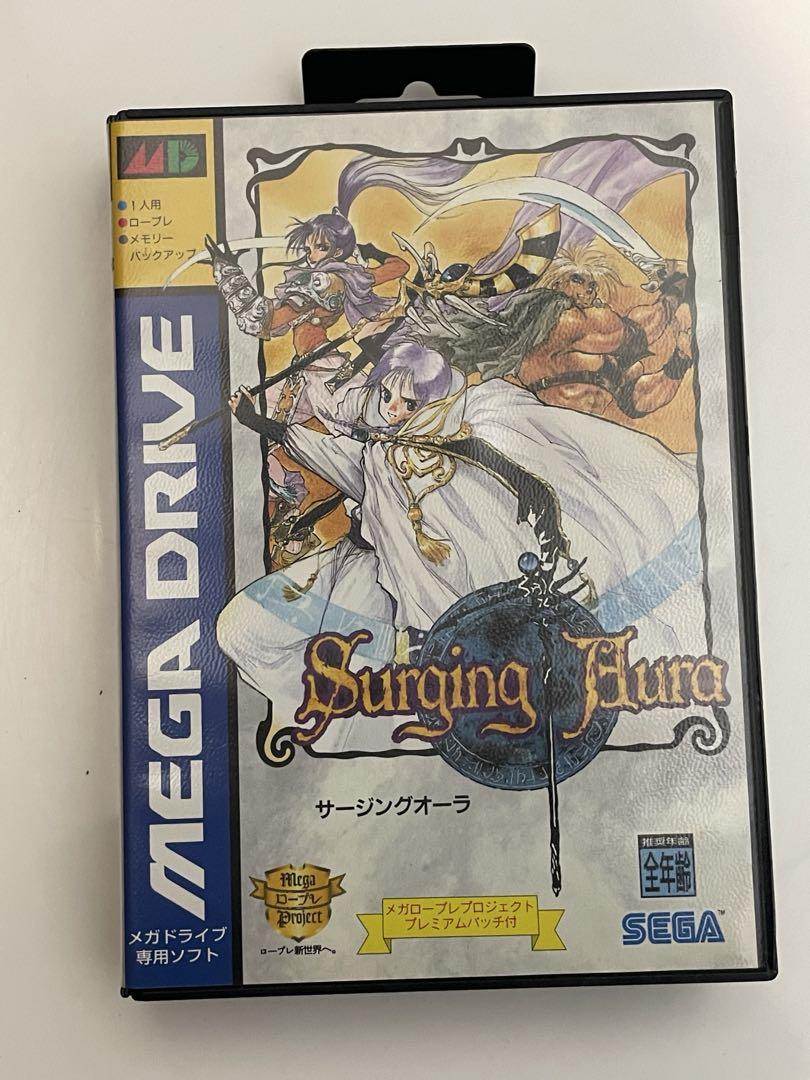 MD
●1人用
●ロープレ
●メモリー
バックアップ
MEGA DRIVE
メガドライブ
専用ソフト
Surging Aura
サージングオーラ
Mega
ロープレ
Project
ロープレ新世界へ。
メガロープレプロジェクト
プレミアムバッチ付
推奨年齢
全年齢
SEGA™